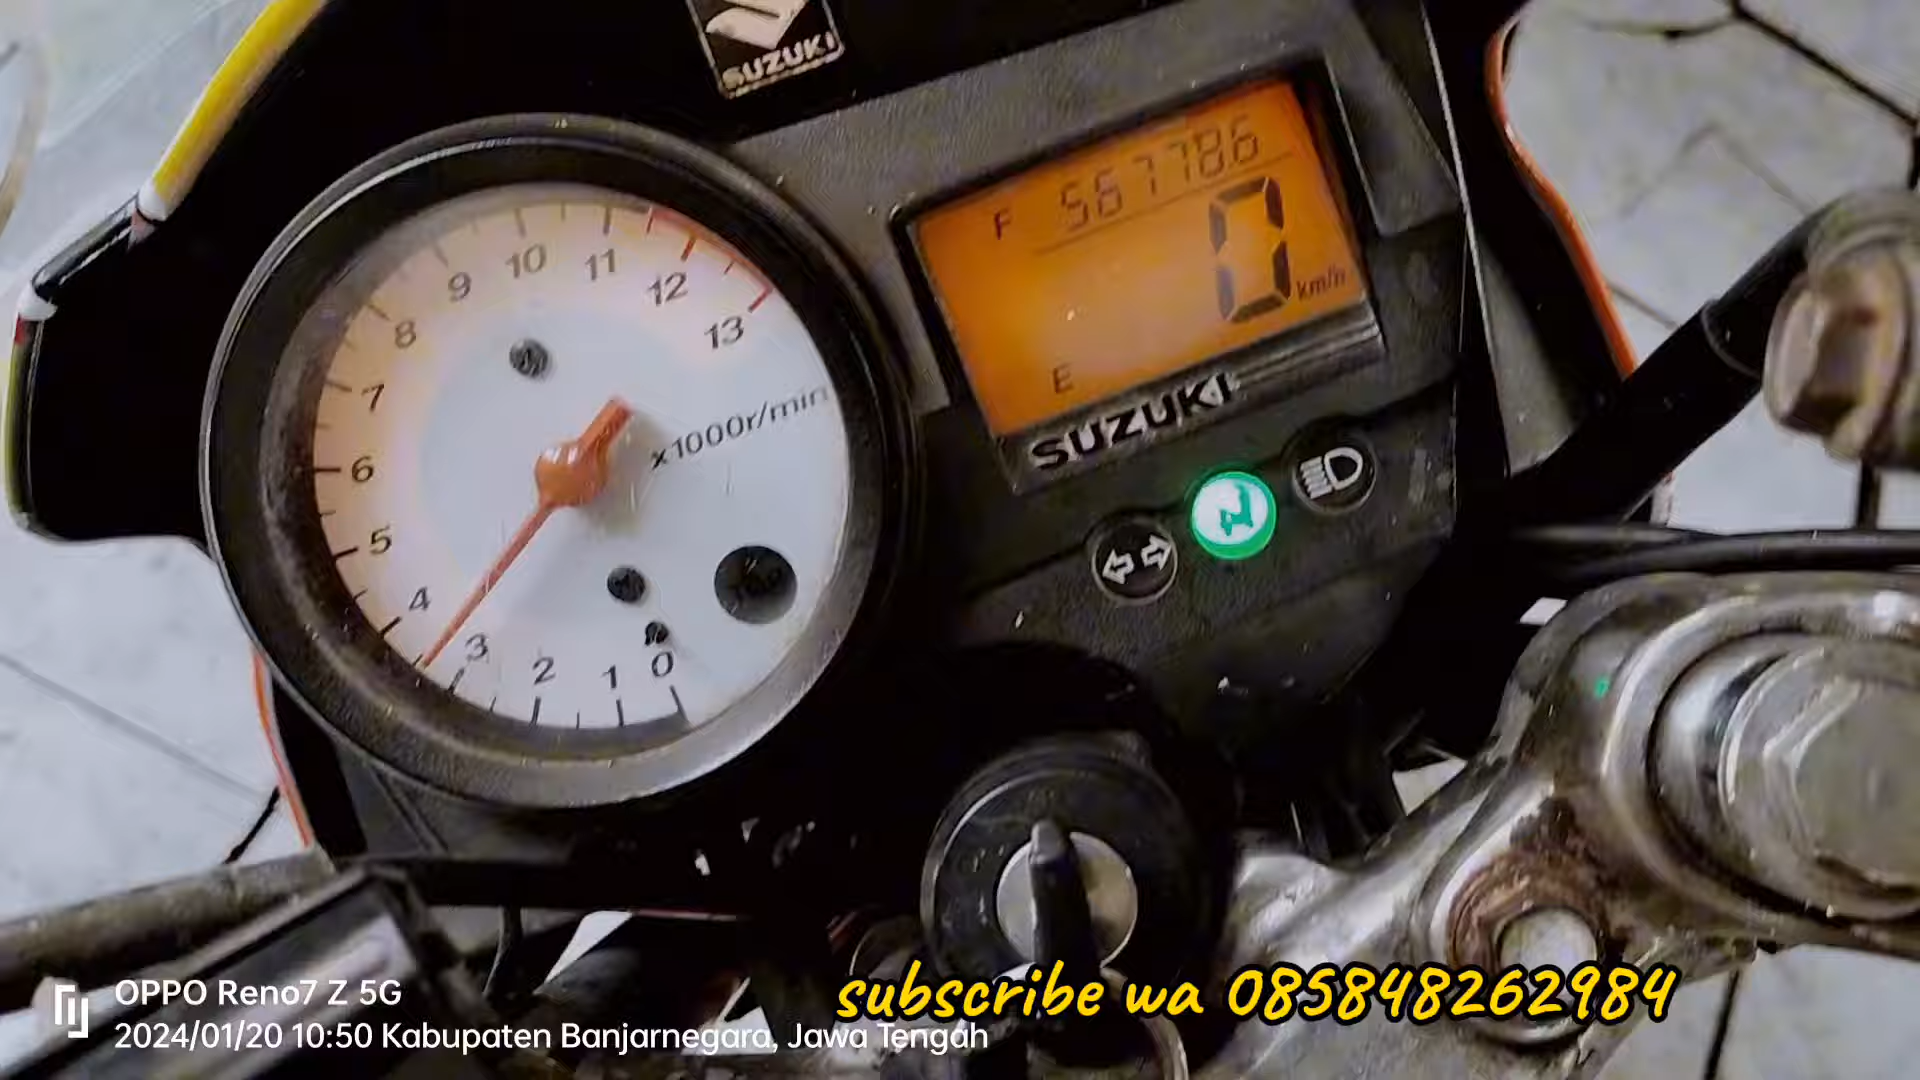 SUZUKI
F 567786
0 km/h
E
SUZUKI
N
0
1
2
3
4
5
6
7
8
9
10
11
12
13
x1000r/min
OPPO Reno7 Z 5G
2024/01/20 10:50 Kabupaten Banjarnegara, Jawa Tengah
subscribe wa 085848262984